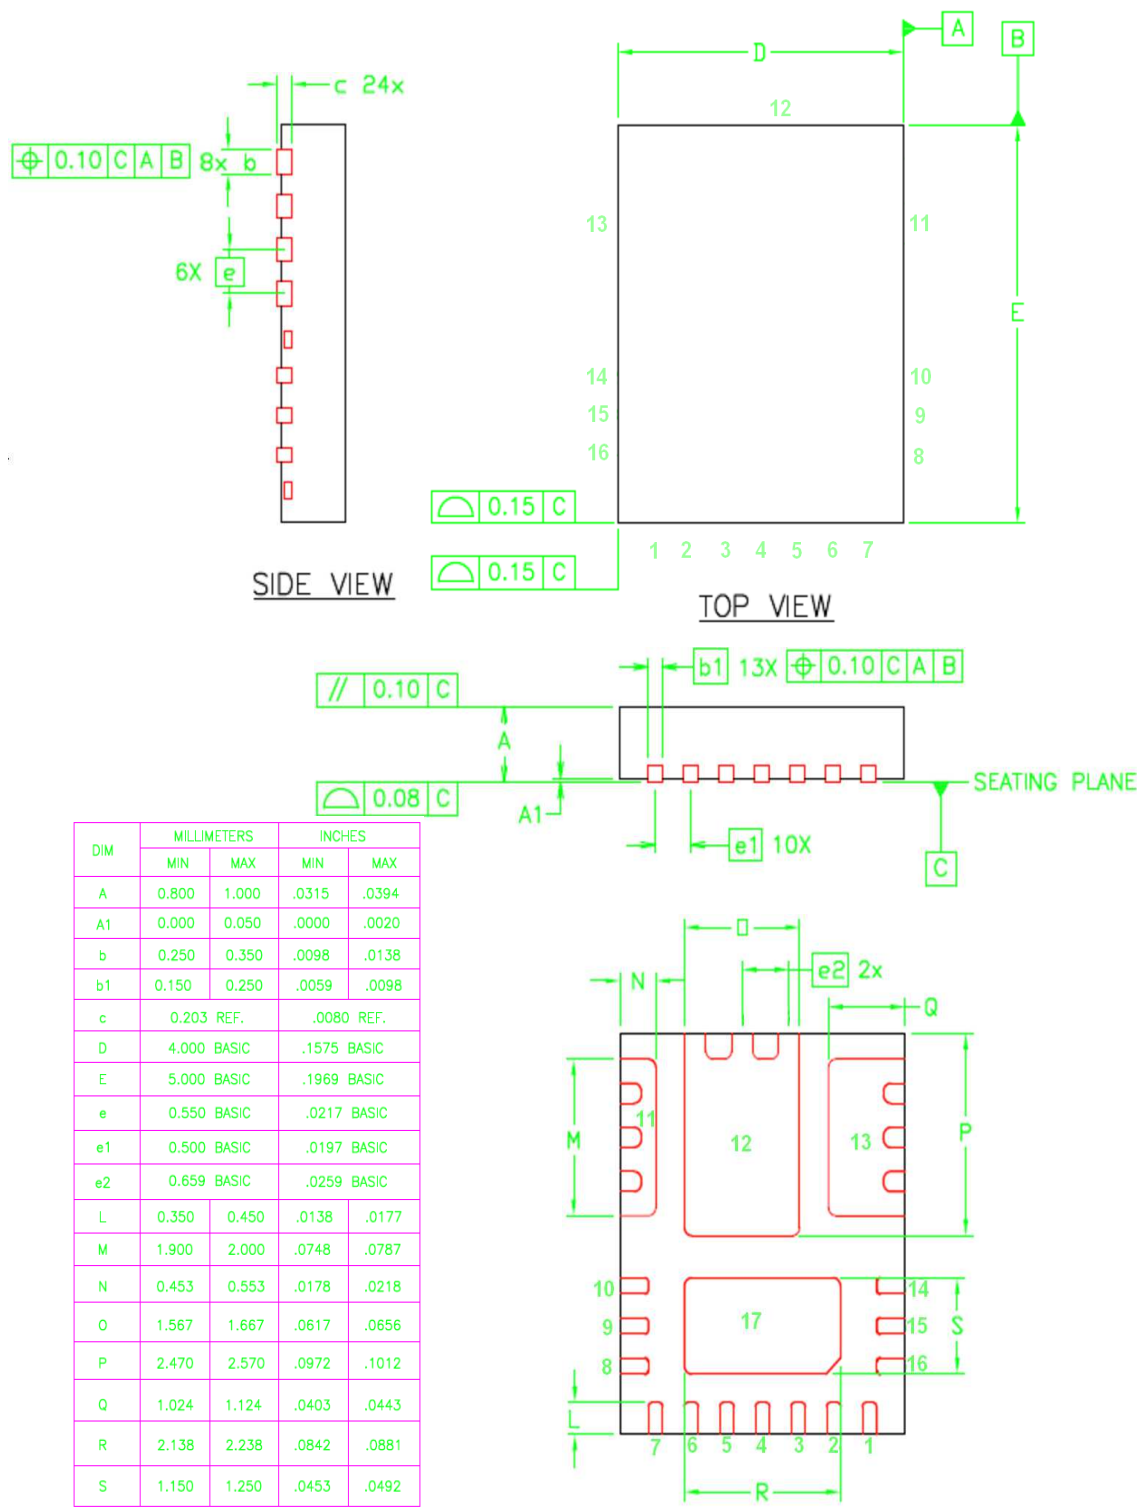 A
B
D
c 24x
12
0.10 C A B 8x b
13 11
6X e
E
14 10
15 9
16 8
0.15 C
1 2 3 4 5 6 7
0.15 C
SIDE VIEW
TOP VIEW
b1 13X 0.10 C A B
// 0.10 C
A
SEATING PLANE
0.08 C
A1
e1 10X
C
DIM MILLIMETERS INCHES
MIN MAX MIN MAX
A 0.800 1.000 .0315 .0394
A1 0.000 0.050 .0000 .0020
b 0.250 0.350 .0098 .0138
b1 0.150 0.250 .0059 .0098
c 0.203 REF. .0080 REF.
D 4.000 BASIC .1575 BASIC
E 5.000 BASIC .1969 BASIC
e 0.550 BASIC .0217 BASIC
e1 0.500 BASIC .0197 BASIC
e2 0.659 BASIC .0259 BASIC
L 0.350 0.450 .0138 .0177
M 1.900 2.000 .0748 .0787
N 0.453 0.553 .0178 .0218
O 1.567 1.667 .0617 .0656
P 2.470 2.570 .0972 .1012
Q 1.024 1.124 .0403 .0443
R 2.138 2.238 .0842 .0881
S 1.150 1.250 .0453 .0492
O
N e2 2x
Q
11
M 12 13 P
10 14
9 17 15 S
8 16
L
7 6 5 4 3 2 1
R